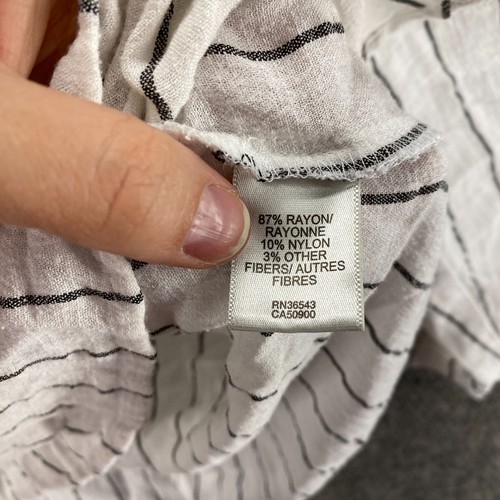 87% RAYON/
RAYONNE
10% NYLON
3% OTHER
FIBERS/ AUTRES
FIBRES
RN36543
CA50900